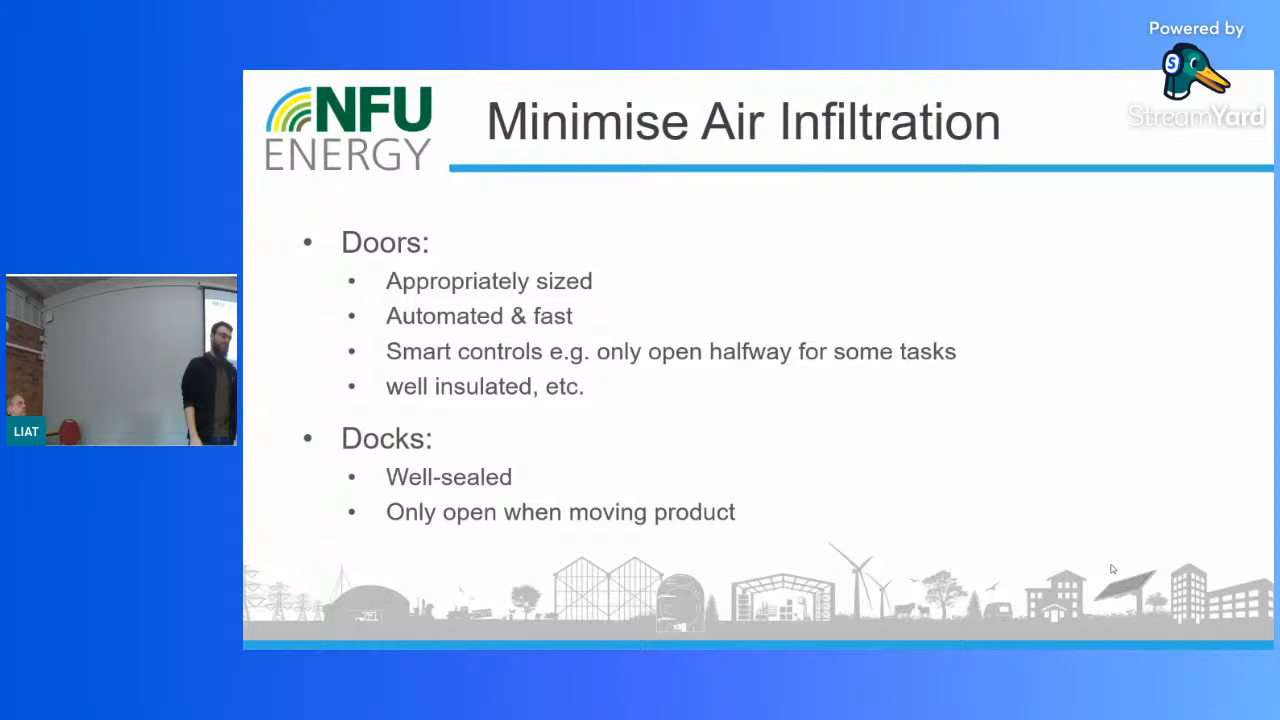 Powered by
StreamYard
NFU
ENERGY
Minimise Air Infiltration
• Doors:
• Appropriately sized
• Automated & fast
• Smart controls e.g. only open halfway for some tasks
• well insulated, etc.
• Docks:
• Well-sealed
• Only open when moving product
LIAT